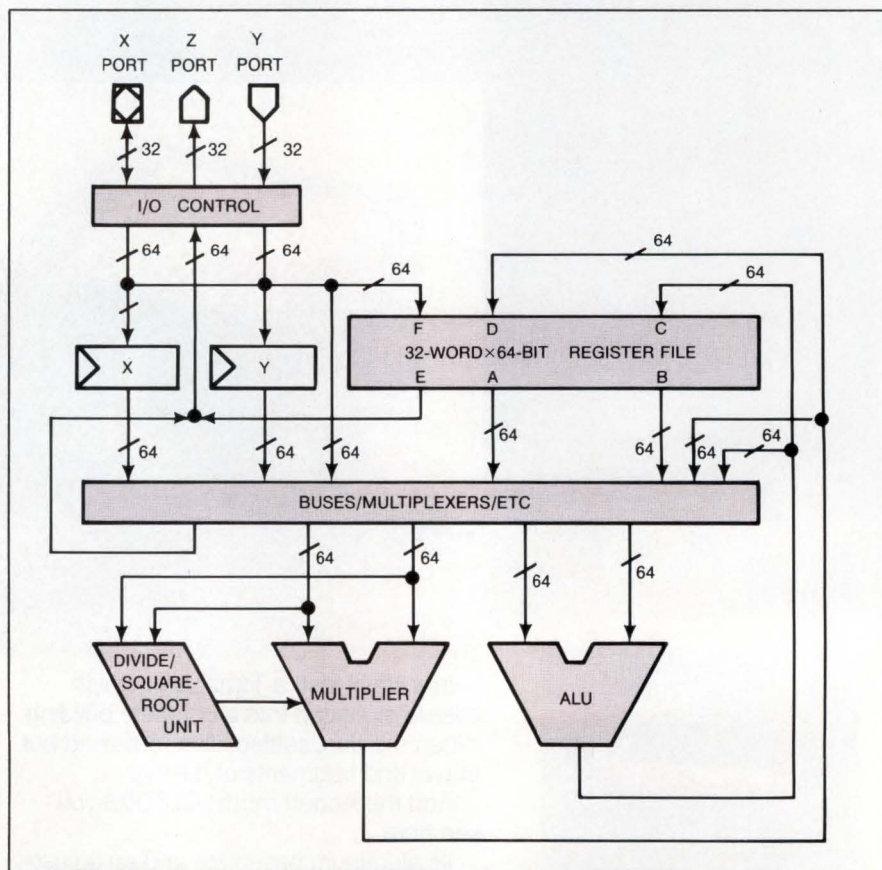 X Z Y
PORT PORT PORT
32 32 32
I/O CONTROL
64 64 64 64 64 64
F D C
32-WORD×64-BIT REGISTER FILE
E A B
X Y
64 64 64 64 64 64 64
BUSES/MULTIPLEXERS/ETC
64 64 64 64
DIVIDE/
SQUARE-
ROOT
UNIT
MULTIPLIER
ALU